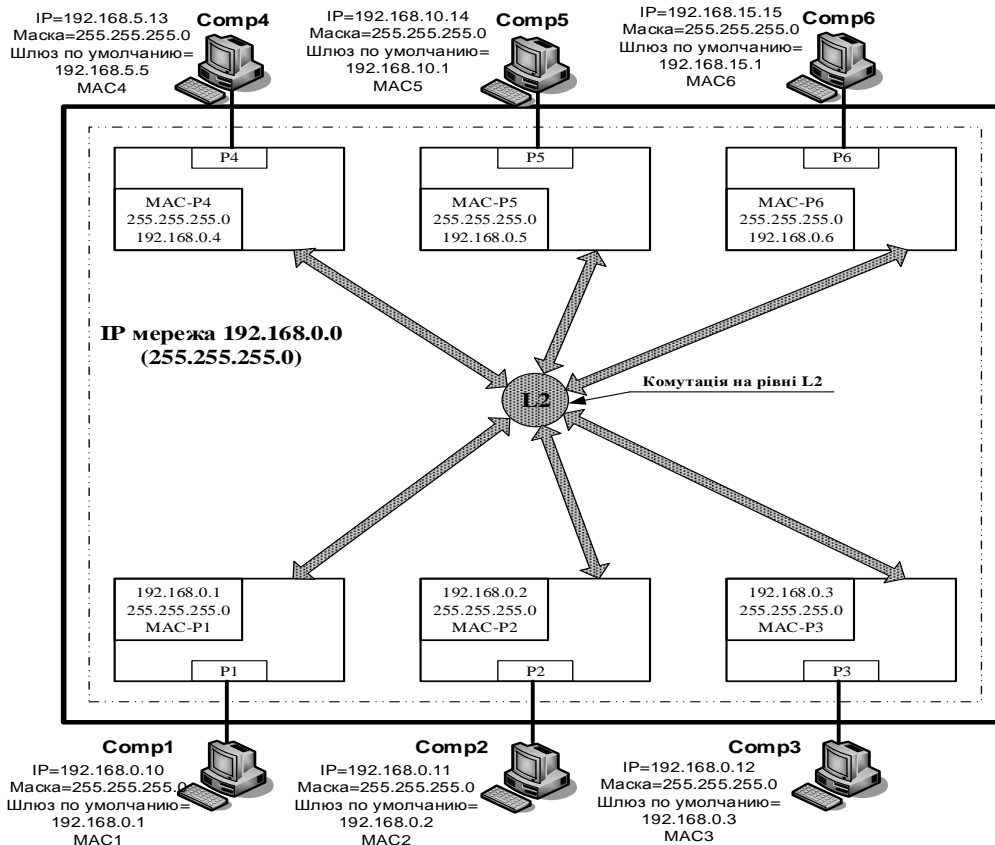 Comp4
IP=192.168.5.13
Маска=255.255.255.0
Шлюз по умолчанию=
192.168.5.5
MAC4
Comp5
IP=192.168.10.14
Маска=255.255.255.0
Шлюз по умолчанию=
192.168.10.1
MAC5
Comp6
IP=192.168.15.15
Маска=255.255.255.0
Шлюз по умолчанию=
192.168.15.1
MAC6
P4
MAC-P4
255.255.255.0
192.168.0.4
P5
MAC-P5
255.255.255.0
192.168.0.5
P6
MAC-P6
255.255.255.0
192.168.0.6
IP мережа 192.168.0.0
(255.255.255.0)
L2
Комутація на рівні L2
192.168.0.1
255.255.255.0
MAC-P1
P1
192.168.0.2
255.255.255.0
MAC-P2
P2
192.168.0.3
255.255.255.0
MAC-P3
P3
Comp1
IP=192.168.0.10
Маска=255.255.255.0
Шлюз по умолчанию=
192.168.0.1
MAC1
Comp2
IP=192.168.0.11
Маска=255.255.255.0
Шлюз по умолчанию=
192.168.0.2
MAC2
Comp3
IP=192.168.0.12
Маска=255.255.255.0
Шлюз по умолчанию=
192.168.0.3
MAC3